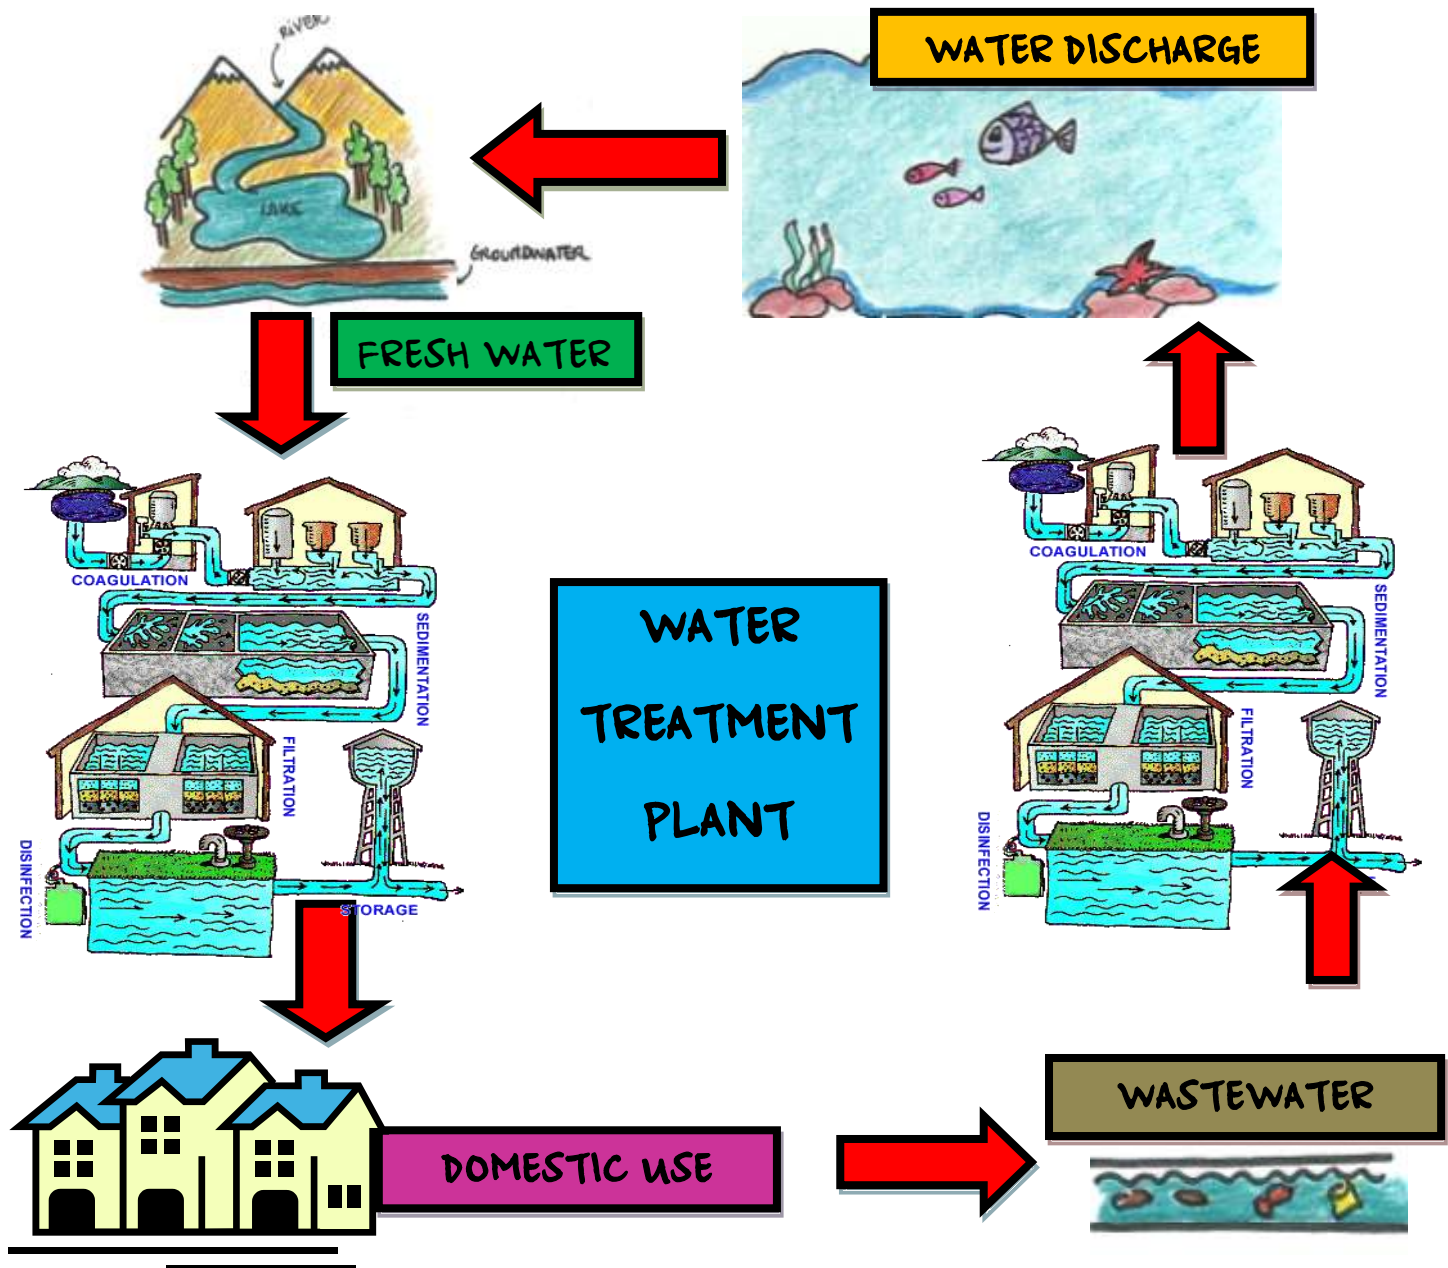 RIVER
WATER DISCHARGE
LAKE
GROUNDWATER
FRESH WATER
COAGULATION
SEDIMENTATION
FILTRATION
DISINFECTION
STORAGE
WATER
TREATMENT
PLANT
COAGULATION
SEDIMENTATION
FILTRATION
DISINFECTION
DOMESTIC USE
WASTEWATER